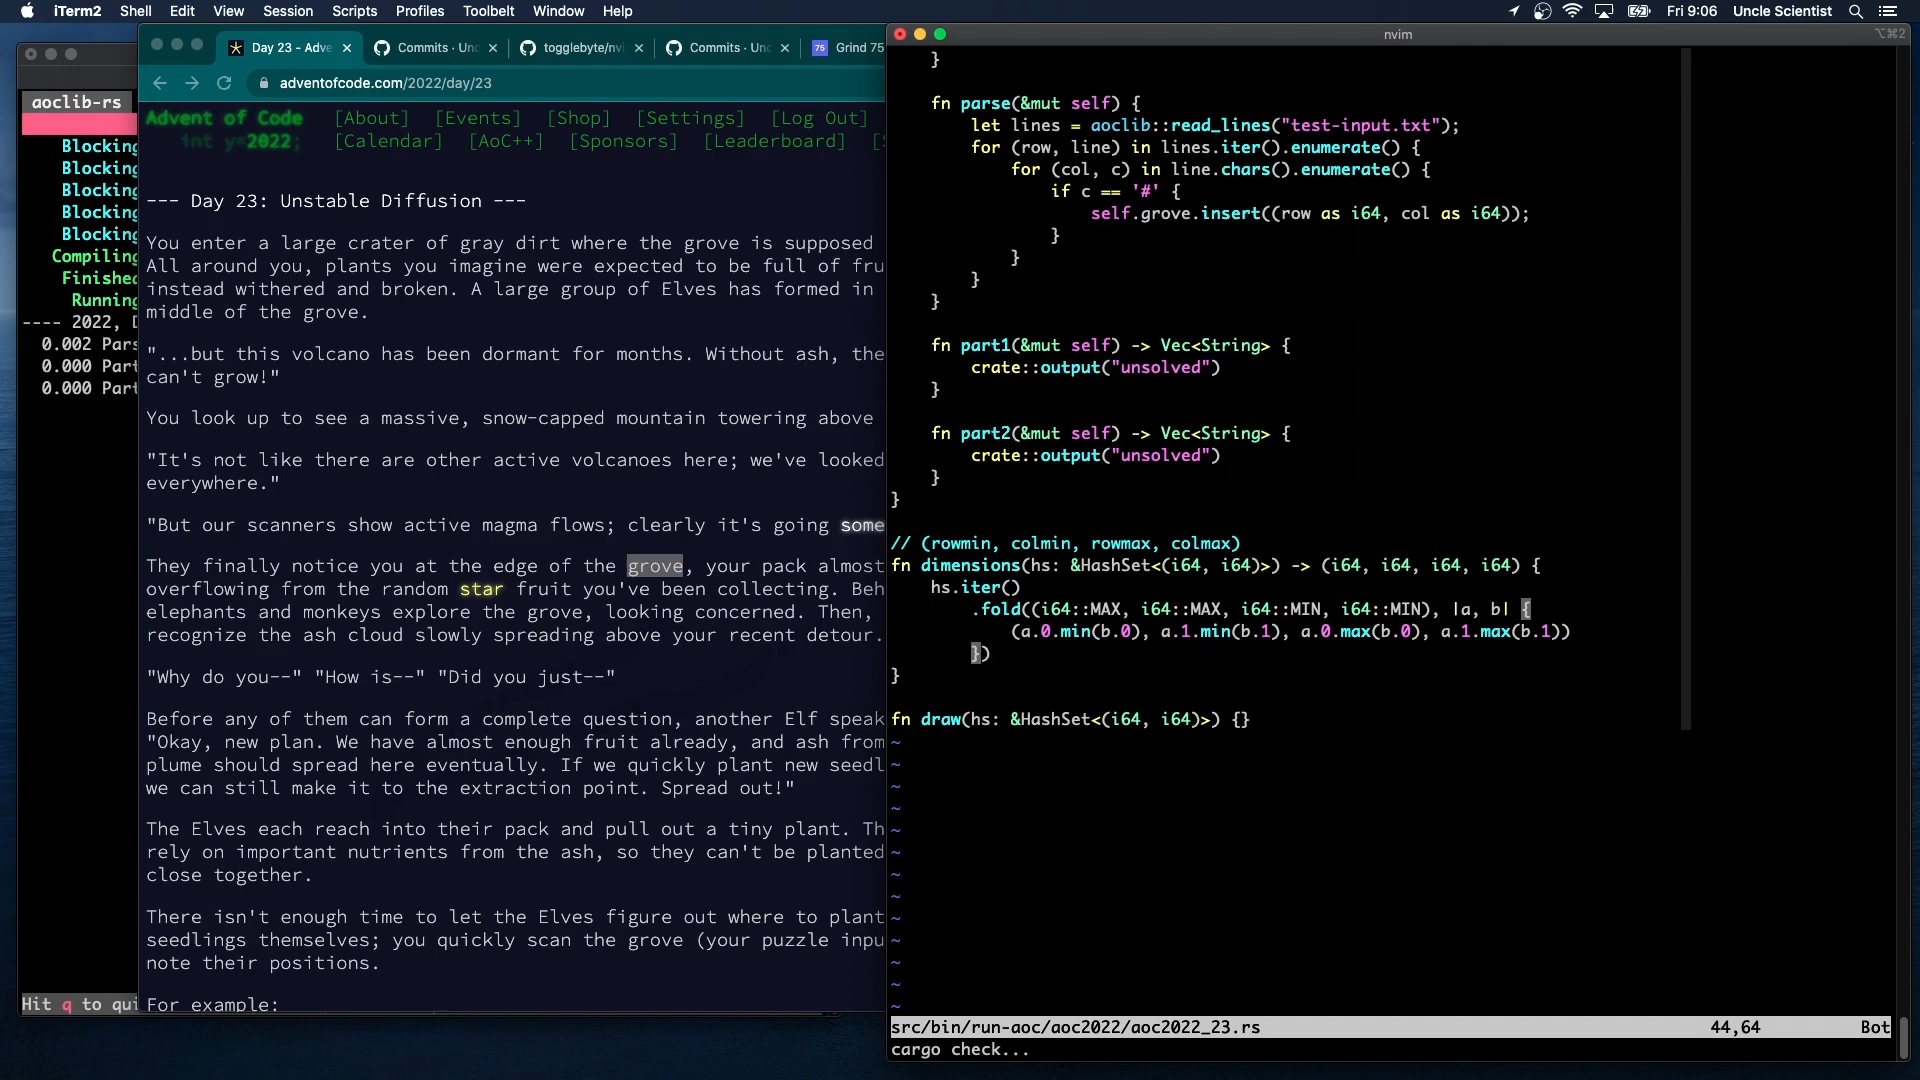 iTerm2 Shell Edit View Session Scripts Profiles Toolbelt Window Help Fri 9:06 Uncle Scientist
Day 23 - Adve Commits · Unc togglebyte/nvi Commits · Unc 75 Grind 75
adventofcode.com/2022/day/23
aoclib-rs
Blocking
Blocking
Blocking
Blocking
Blocking
Compiling
Finished
Running
---- 2022, D
0.002 Pars
0.000 Part
0.000 Part
Hit q to qui
Advent of Code [About] [Events] [Shop] [Settings] [Log Out]
int y=2022; [Calendar] [AoC++] [Sponsors] [Leaderboard] [S
--- Day 23: Unstable Diffusion ---
You enter a large crater of gray dirt where the grove is supposed
All around you, plants you imagine were expected to be full of fru
instead withered and broken. A large group of Elves has formed in
middle of the grove.
"...but this volcano has been dormant for months. Without ash, the
can't grow!"
You look up to see a massive, snow-capped mountain towering above
"It's not like there are other active volcanoes here; we've looked
everywhere."
"But our scanners show active magma flows; clearly it's going some
They finally notice you at the edge of the grove, your pack almost
overflowing from the random star fruit you've been collecting. Beh
elephants and monkeys explore the grove, looking concerned. Then,
recognize the ash cloud slowly spreading above your recent detour.
"Why do you--" "How is--" "Did you just--"
Before any of them can form a complete question, another Elf speak
"Okay, new plan. We have almost enough fruit already, and ash from
plume should spread here eventually. If we quickly plant new seedl
we can still make it to the extraction point. Spread out!"
The Elves each reach into their pack and pull out a tiny plant. Th
rely on important nutrients from the ash, so they can't be planted
close together.
There isn't enough time to let the Elves figure out where to plant
seedlings themselves; you quickly scan the grove (your puzzle inpu
note their positions.
For example:
nvim ⌥⌘2
}
fn parse(&mut self) {
let lines = aoclib::read_lines("test-input.txt");
for (row, line) in lines.iter().enumerate() {
for (col, c) in line.chars().enumerate() {
if c == '#' {
self.grove.insert((row as i64, col as i64));
}
}
}
}
fn part1(&mut self) -> Vec<String> {
crate::output("unsolved")
}
fn part2(&mut self) -> Vec<String> {
crate::output("unsolved")
}
}
// (rowmin, colmin, rowmax, colmax)
fn dimensions(hs: &HashSet<(i64, i64)>) -> (i64, i64, i64, i64) {
hs.iter()
.fold((i64::MAX, i64::MAX, i64::MIN, i64::MIN), |a, b| {
(a.0.min(b.0), a.1.min(b.1), a.0.max(b.0), a.1.max(b.1))
})
}
fn draw(hs: &HashSet<(i64, i64)>) {}
~
~
~
~
~
~
~
~
~
~
~
~
~
src/bin/run-aoc/aoc2022/aoc2022_23.rs 44,64 Bot
cargo check...